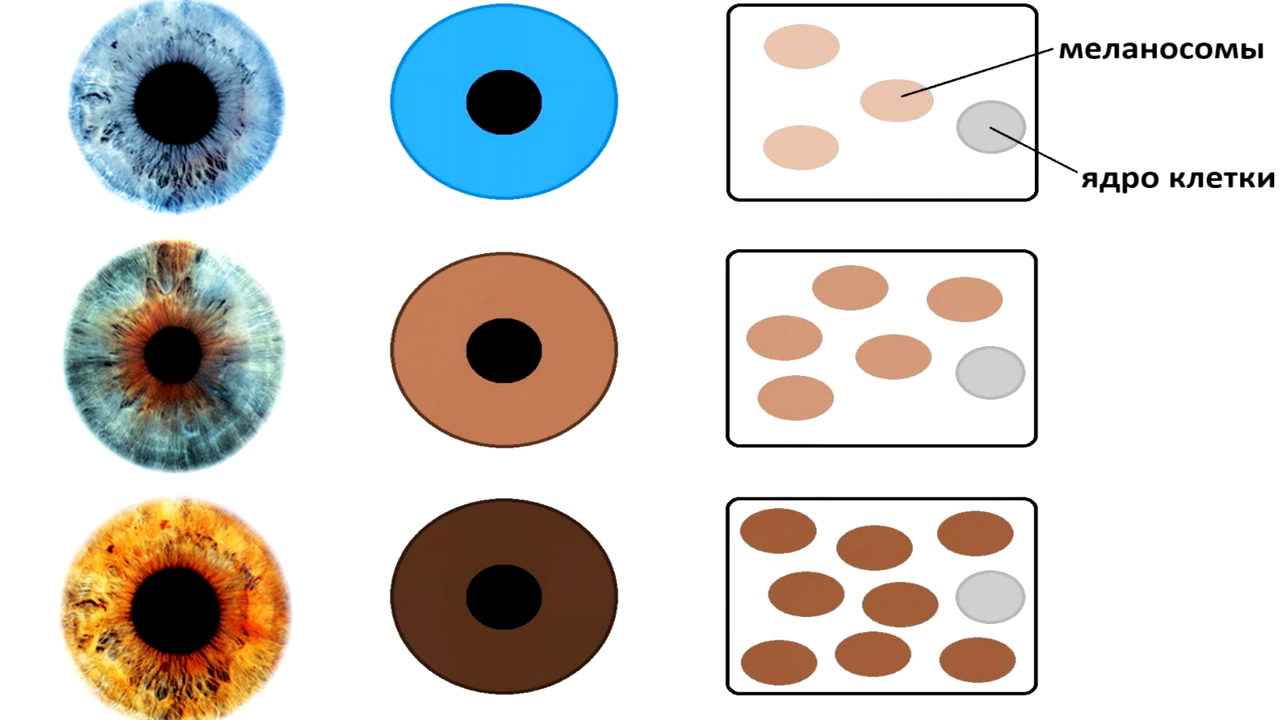 меланосомы
ядро клетки